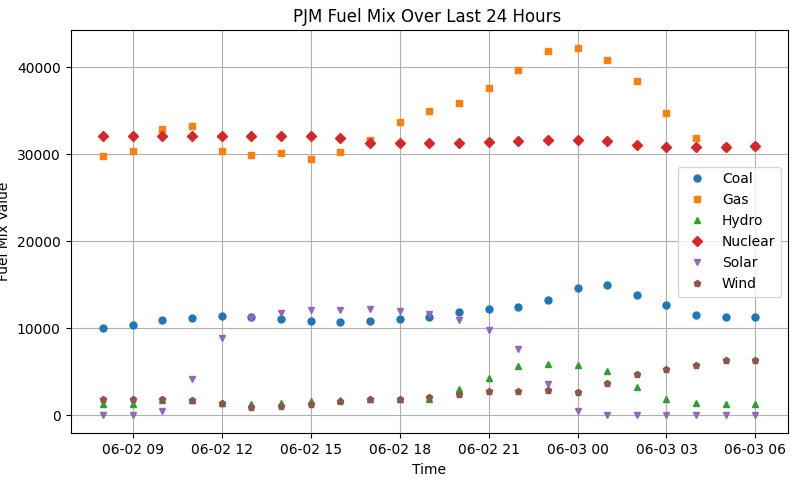 PJM Fuel Mix Over Last 24 Hours
40000
30000
20000
10000
0
Fuel Mix Value
Coal
Gas
Hydro
Nuclear
Solar
Wind
06-02 09 06-02 12 06-02 15 06-02 18 06-02 21 06-03 00 06-03 03 06-03 06
Time